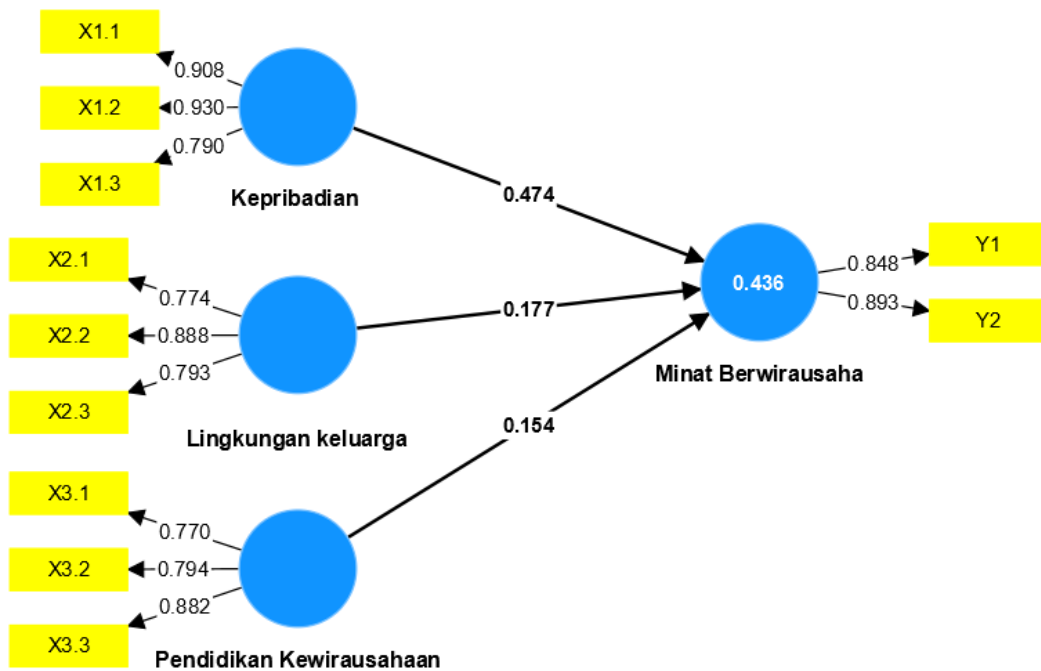 X1.1
0.908
X1.2
0.930
0.790
X1.3
Kepribadian
0.474
X2.1
0.774
X2.2
0.888
0.793
X2.3
Lingkungan keluarga
0.177
X3.1
0.770
X3.2
0.794
0.882
X3.3
Pendidikan Kewirausahaan
0.154
0.436
Minat Berwirausaha
0.848
Y1
0.893
Y2